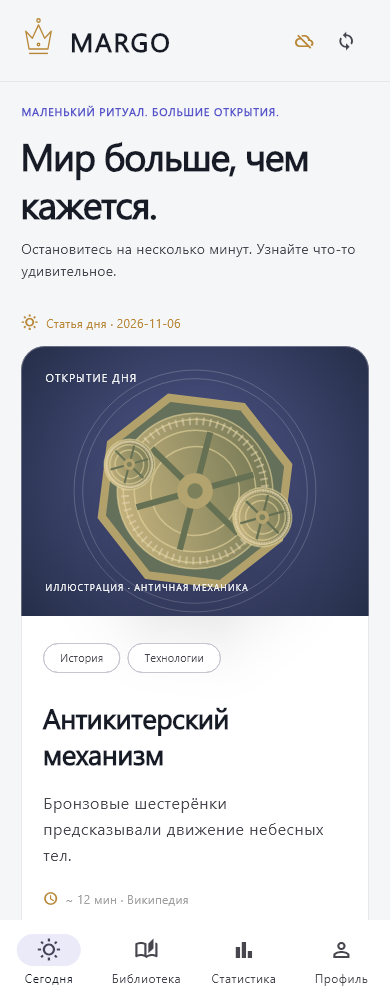 MARGO
МАЛЕНЬКИЙ РИТУАЛ. БОЛЬШИЕ ОТКРЫТИЯ.
Мир больше, чем
кажется.
Остановитесь на несколько минут. Узнайте что-то
удивительное.
Статья дня · 2026-11-06
ОТКРЫТИЕ ДНЯ
ИЛЛЮСТРАЦИЯ · АНТИЧНАЯ МЕХАНИКА
История Технологии
Антикитерский
механизм
Бронзовые шестерёнки
предсказывали движение небесных
тел.
~ 12 мин · Википедия
Сегодня Библиотека Статистика Профиль